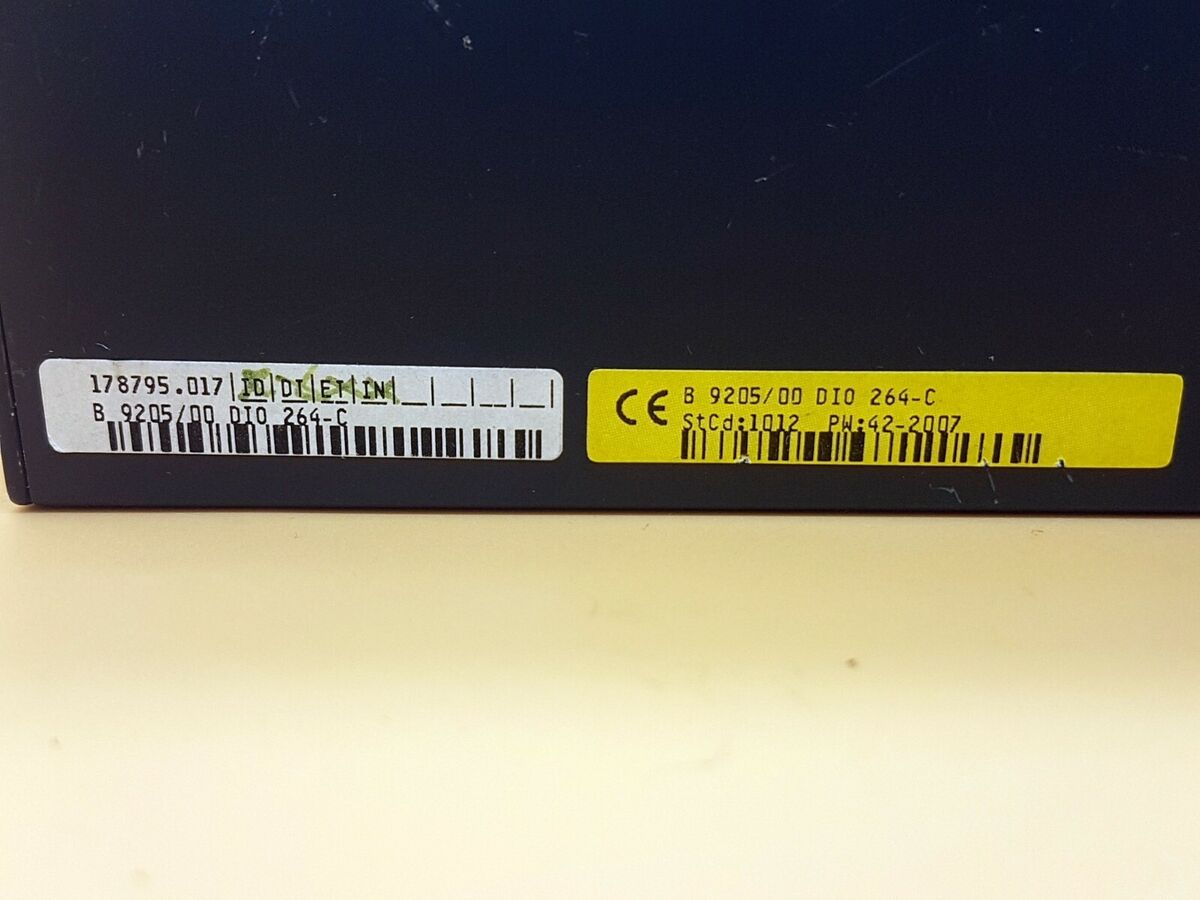 178795.017|ID|DI|EI|IN|__|__|__|__|
B 9205/00 DIO 264-C
CE B 9205/00 DIO 264-C
StCd:1012 PW:42-2007